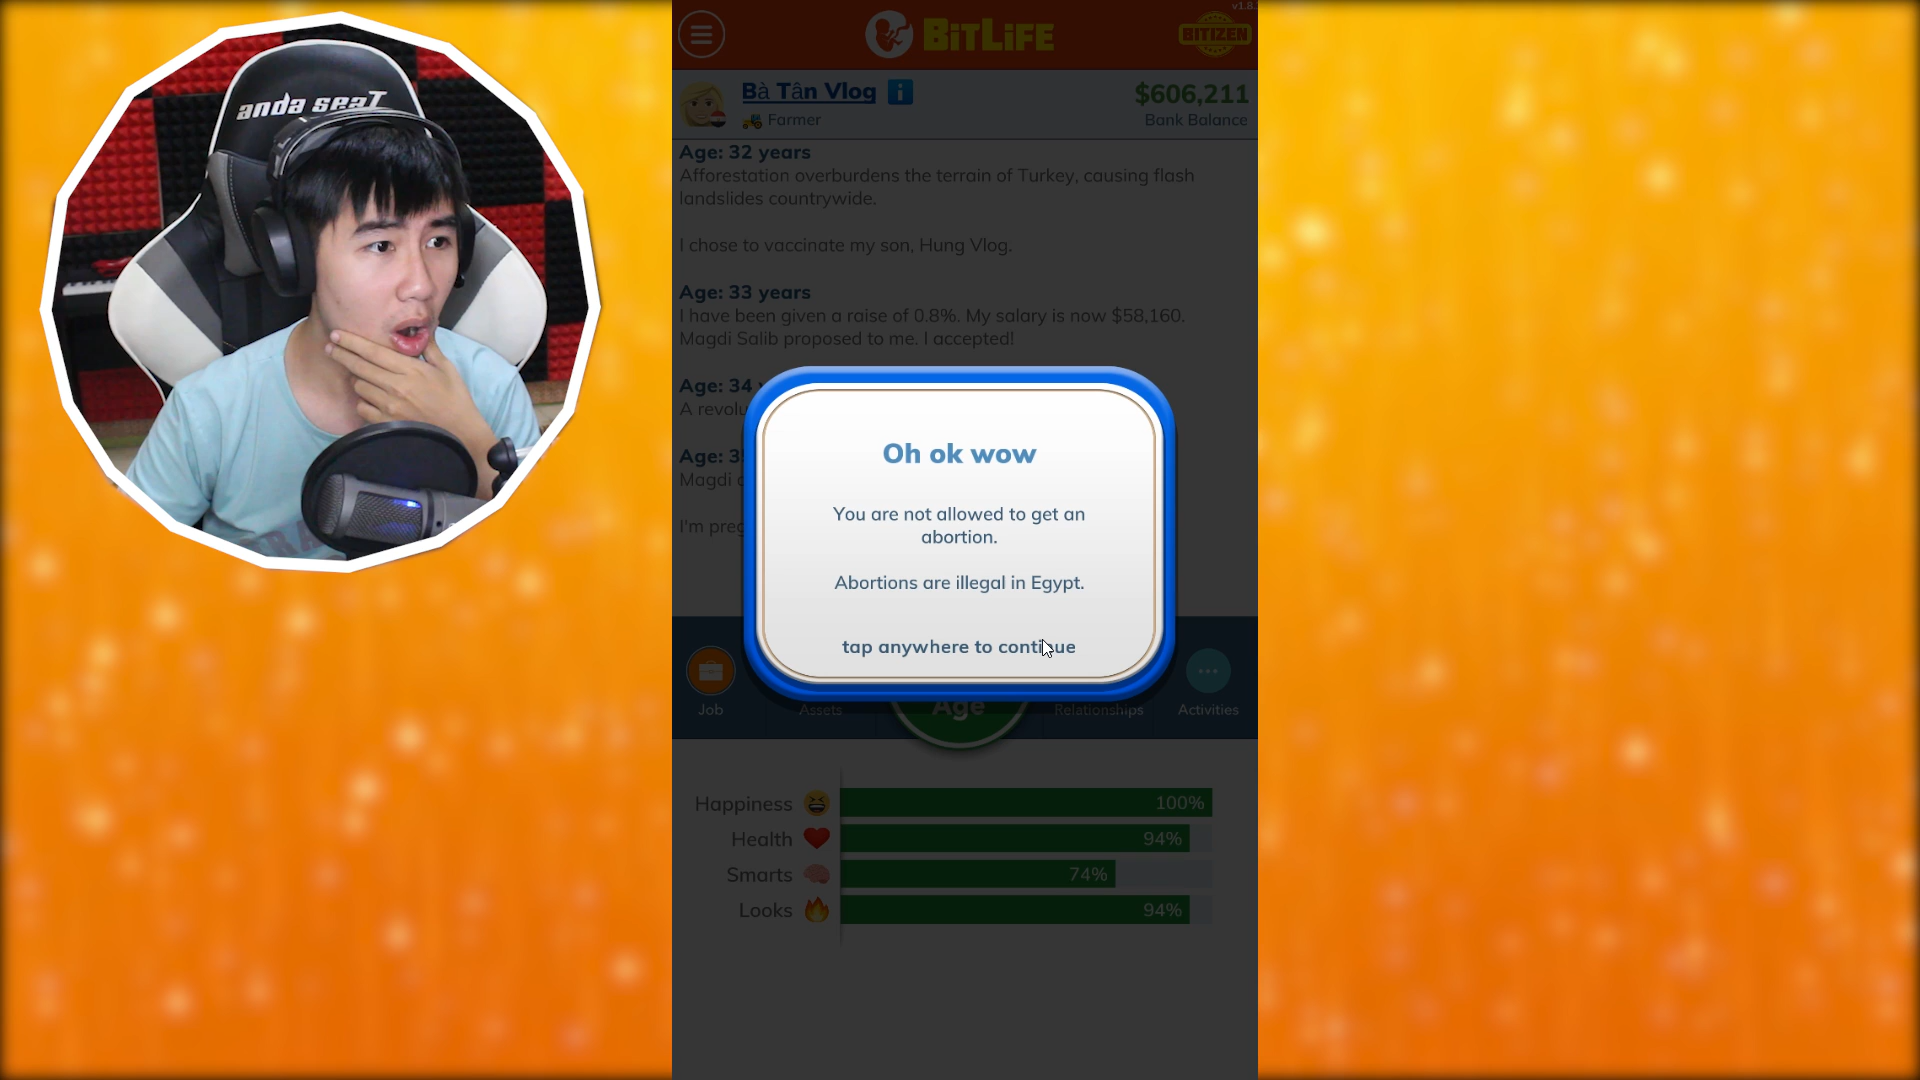 anda seaT
v1.8.
BITLIFE
BITIZEN
Bà Tân Vlog
$606,211
Farmer
Bank Balance
Age: 32 years
Afforestation overburdens the terrain of Turkey, causing flash
landslides countrywide.
I chose to vaccinate my son, Hung Vlog.
Age: 33 years
I have been given a raise of 0.8%. My salary is now $58,160.
Magdi Salib proposed to me. I accepted!
Age: 34
A revolu
Age: 3
Magdi
I'm preg
Oh ok wow
You are not allowed to get an
abortion.
Abortions are illegal in Egypt.
tap anywhere to continue
Job
Assets
Age
Relationships
Activities
Happiness 100%
Health 94%
Smarts 74%
Looks 94%